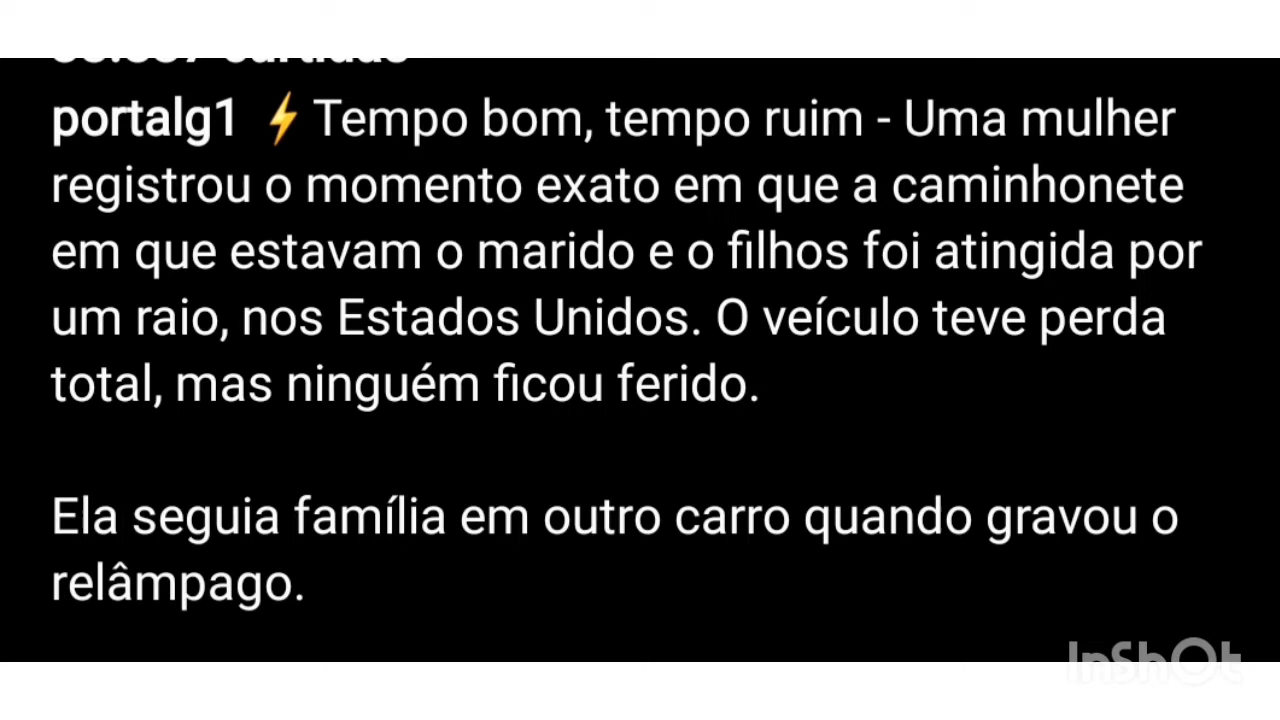 portalg1 ⚡ Tempo bom, tempo ruim - Uma mulher
registrou o momento exato em que a caminhonete
em que estavam o marido e o filhos foi atingida por
um raio, nos Estados Unidos. O veículo teve perda
total, mas ninguém ficou ferido.
Ela seguia família em outro carro quando gravou o
relâmpago.
InShOt